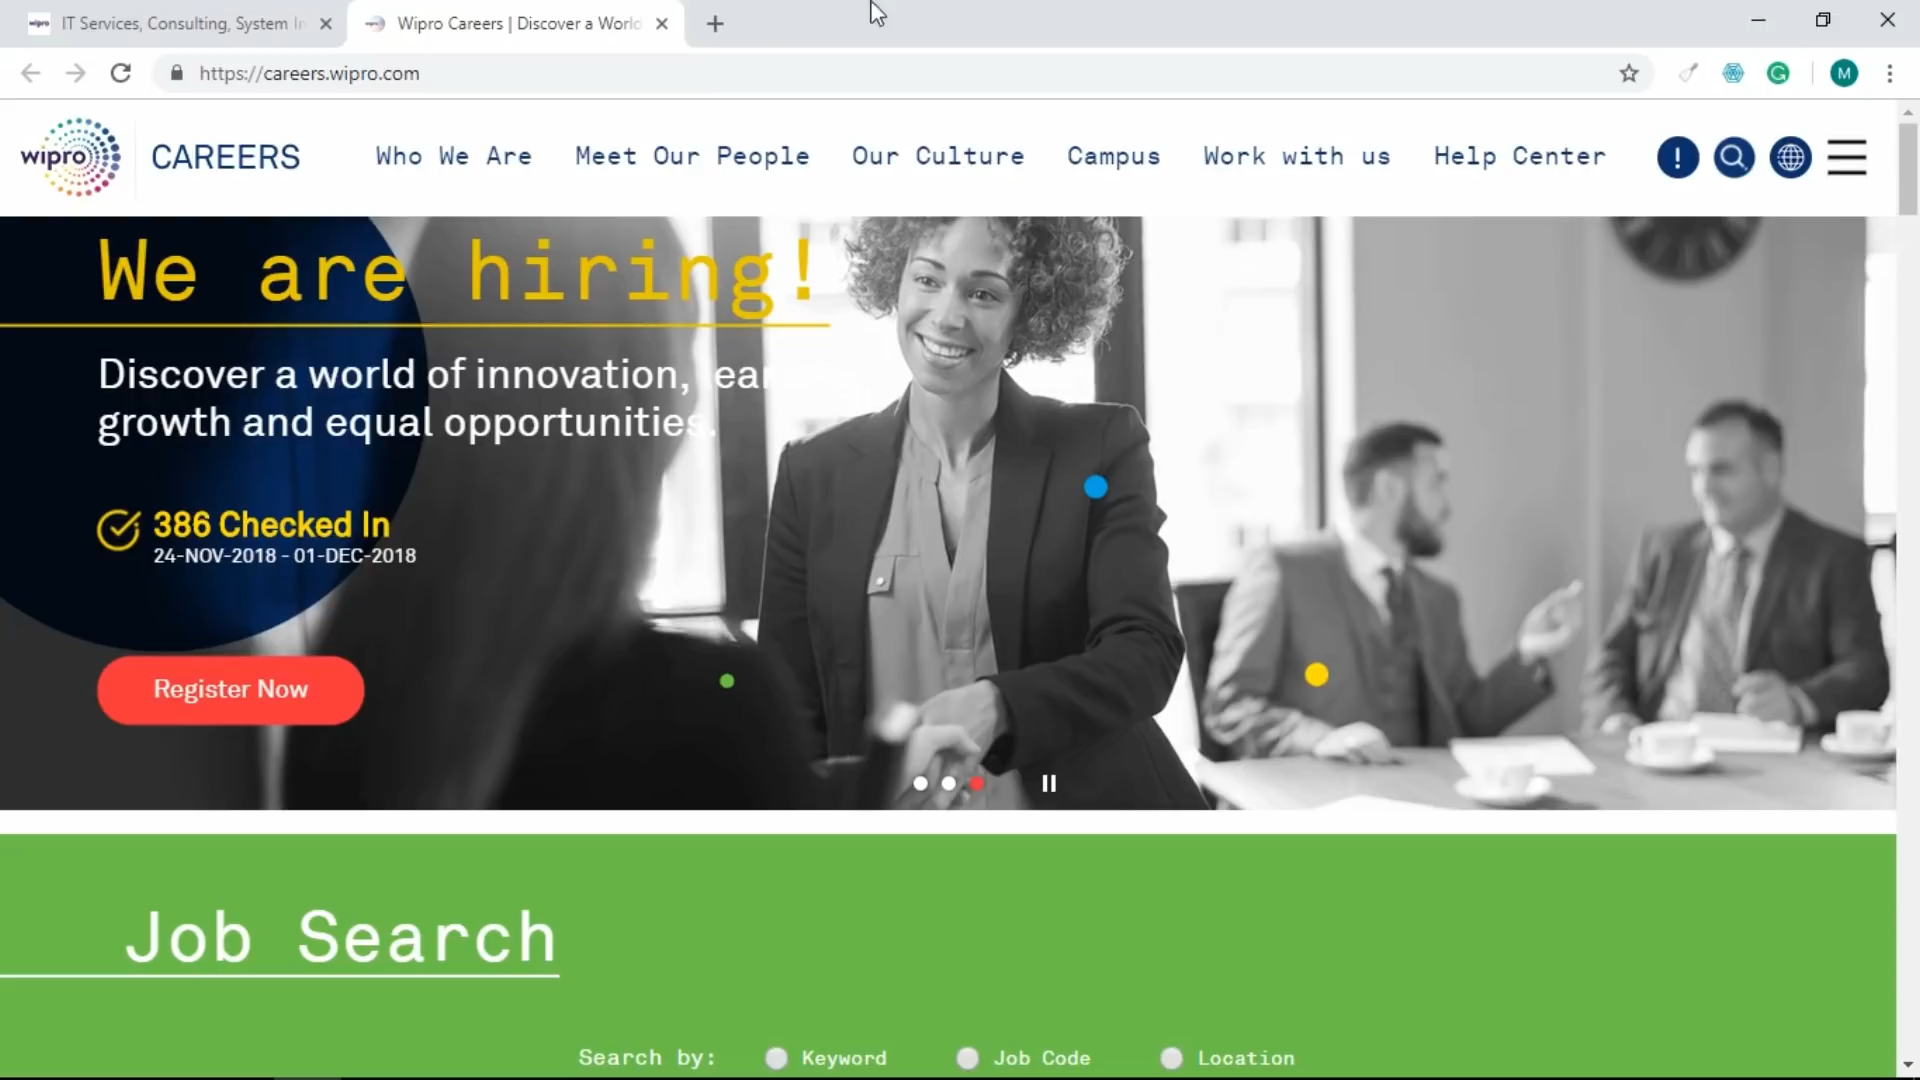 wipro IT Services, Consulting, System In
Wipro Careers | Discover a World
https://careers.wipro.com
M
wipro CAREERS
Who We Are Meet Our People Our Culture Campus Work with us Help Center
We are hiring!
Discover a world of innovation, lear
growth and equal opportunities.
386 Checked In
24-NOV-2018 - 01-DEC-2018
Register Now
Job Search
Search by: Keyword Job Code Location